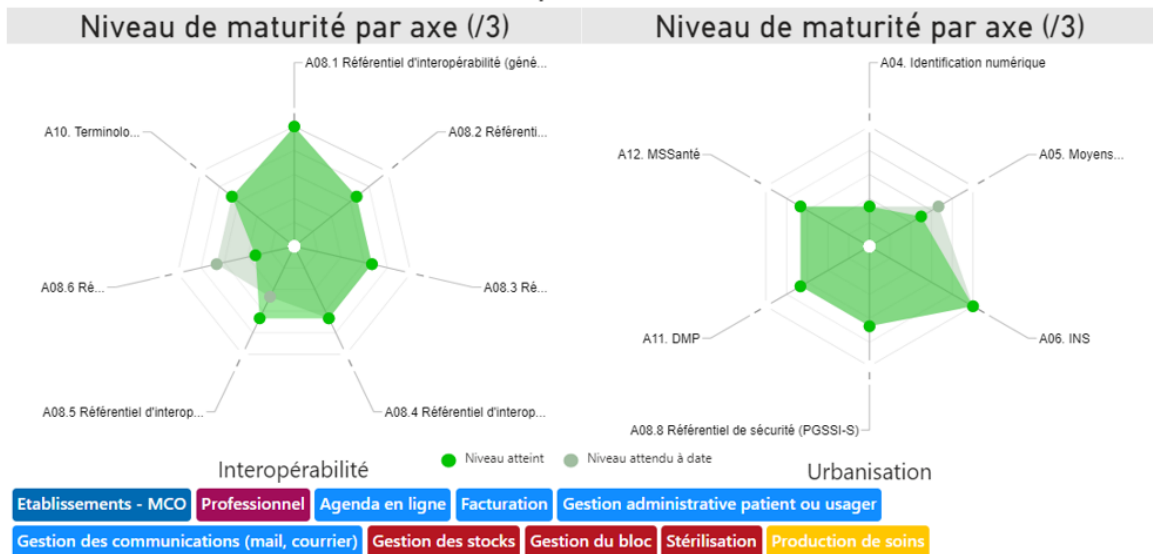 Niveau de maturité par axe (/3)
Niveau de maturité par axe (/3)
A08.1 Référentiel d'interopérabilité (géné...
A10. Terminolo...
A08.2 Référenti...
A08.6 Ré...
A08.3 Ré...
A08.5 Référentiel d'interop...
A08.4 Référentiel d'interop...
A04. Identification numérique
A12. MSSanté
A05. Moyens...
A11. DMP
A06. INS
A08.8 Référentiel de sécurité (PGSSI-S)
Interopérabilité
Niveau atteint
Niveau attendu à date
Urbanisation
Etablissements - MCO
Professionnel
Agenda en ligne
Facturation
Gestion administrative patient ou usager
Gestion des communications (mail, courrier)
Gestion des stocks
Gestion du bloc
Stérilisation
Production de soins